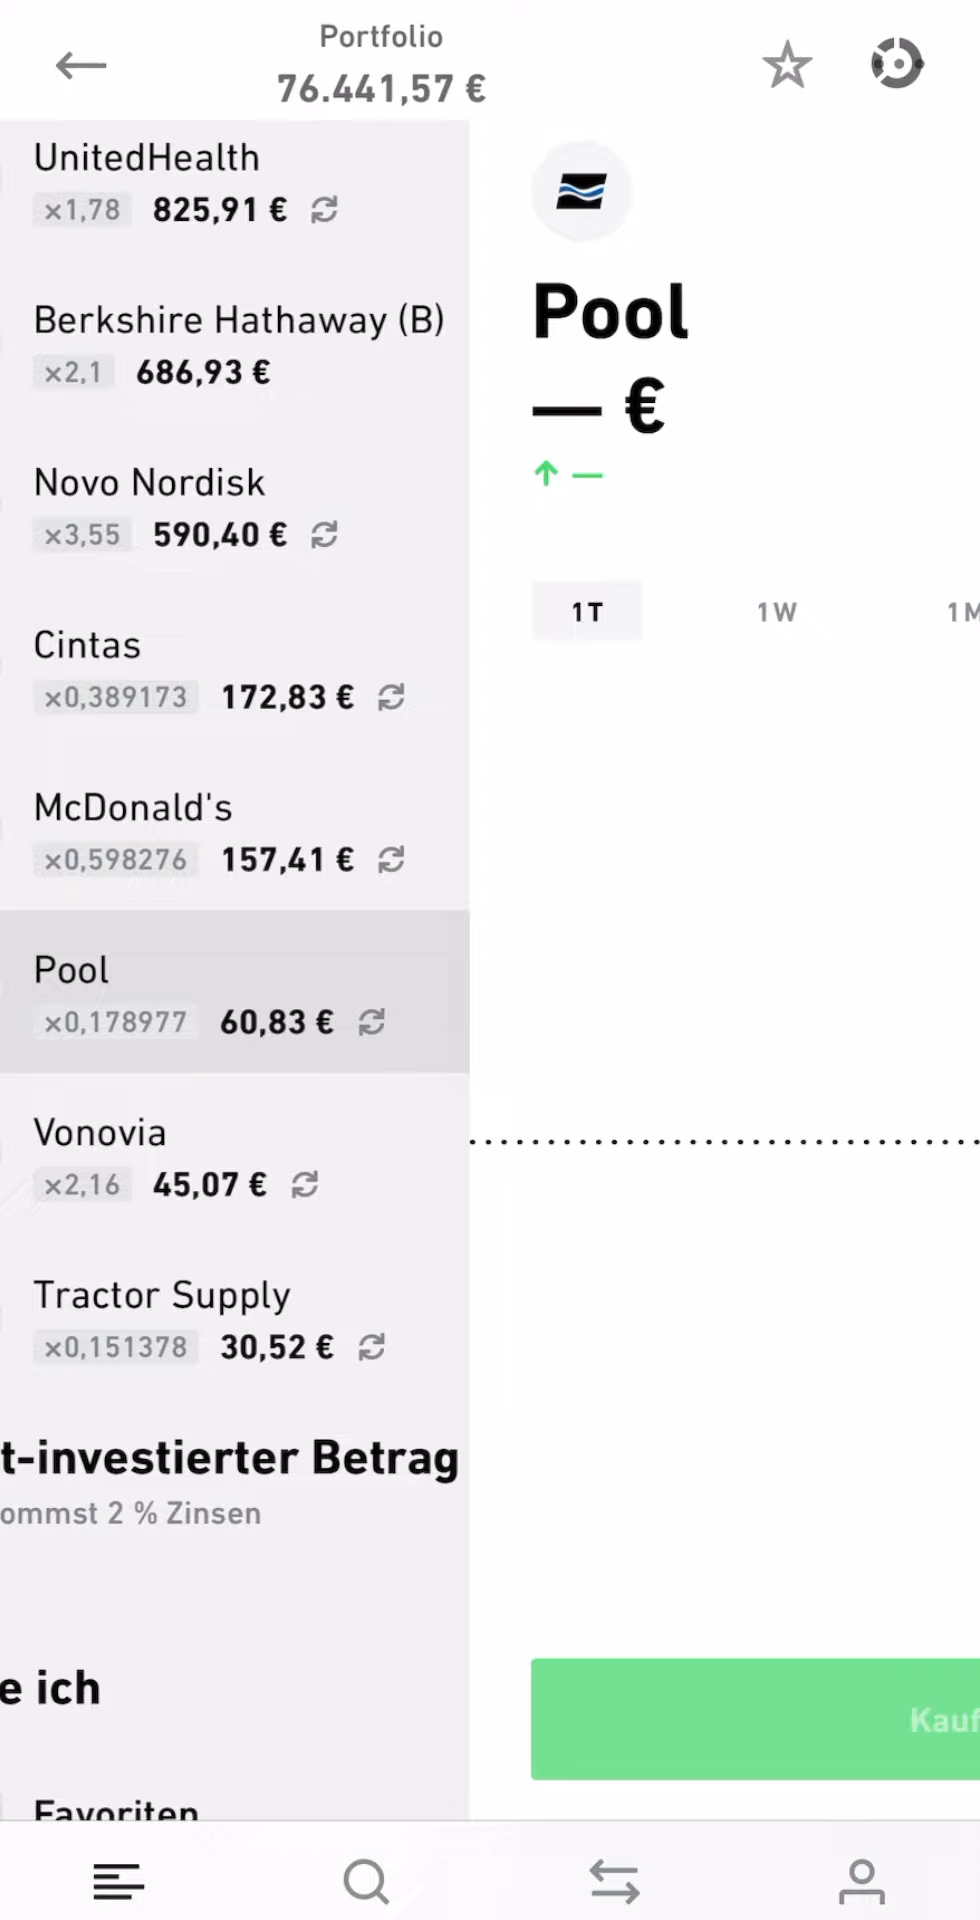 Portfolio
76.441,57 €
UnitedHealth
×1,78 825,91 €
Berkshire Hathaway (B)
×2,1 686,93 €
Novo Nordisk
×3,55 590,40 €
Cintas
×0,389173 172,83 €
McDonald's
×0,598276 157,41 €
Pool
×0,178977 60,83 €
Vonovia
×2,16 45,07 €
Tractor Supply
×0,151378 30,52 €
t-investierter Betrag
ommst 2 % Zinsen
e ich
Favoriten
Pool
— €
↑ —
1T 1W 1M
Kauf